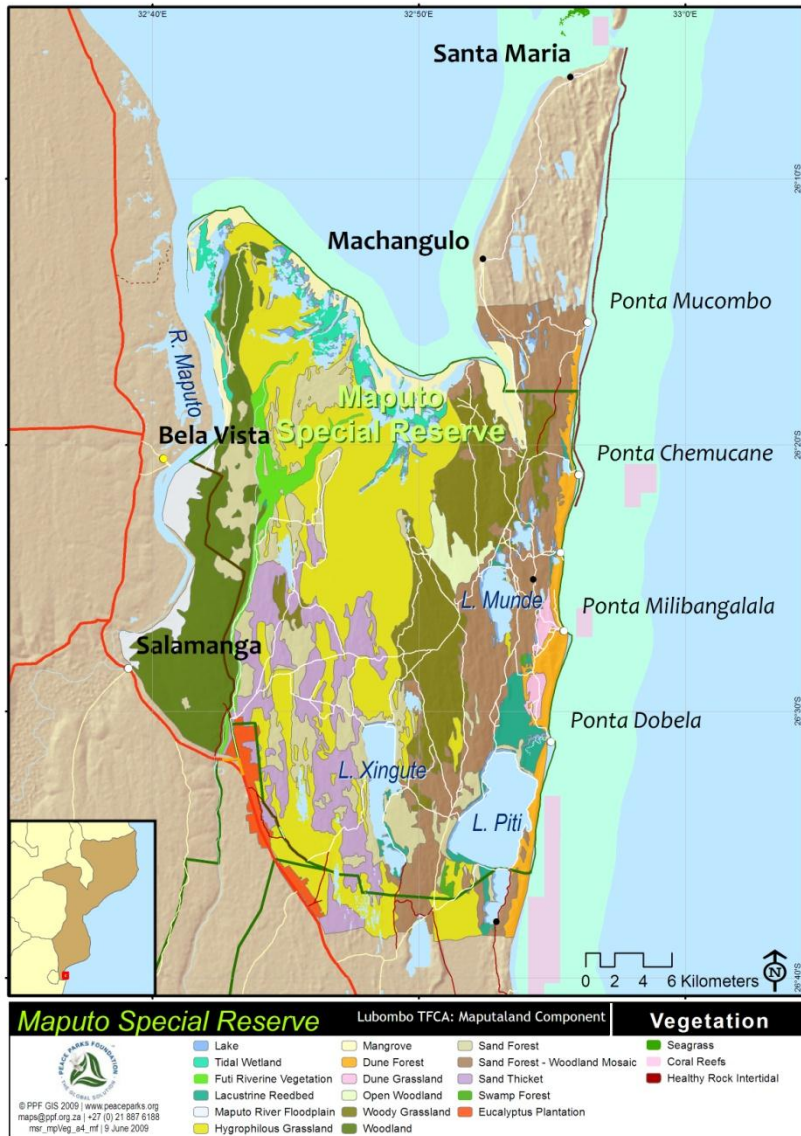 32°40'E
32°50'E
33°0'E
Santa Maria
26°10'S
Machangulo
Ponta Mucombo
R. Maputo
Maputo
Special Reserve
Bela Vista
26°20'S
Ponta Chemucane
L. Munde
Ponta Milibangalala
Salamanga
26°30'S
Ponta Dobela
L. Xingute
L. Piti
0 2 4 6 Kilometers
N
26°40'S
Maputo Special Reserve
Lubombo TFCA: Maputaland Component
Vegetation
PEACE PARKS FOUNDATION
THE GLOBAL SOLUTION
© PPF GIS 2009 | www.peaceparks.org
maps@ppf.org.za | +27 (0) 21 887 6188
msr_mpVeg_a4_mf | 9 June 2009
Lake
Tidal Wetland
Futi Riverine Vegetation
Lacustrine Reedbed
Maputo River Floodplain
Hygrophilous Grassland
Mangrove
Dune Forest
Dune Grassland
Open Woodland
Woody Grassland
Woodland
Sand Forest
Sand Forest - Woodland Mosaic
Sand Thicket
Swamp Forest
Eucalyptus Plantation
Seagrass
Coral Reefs
Healthy Rock Intertidal